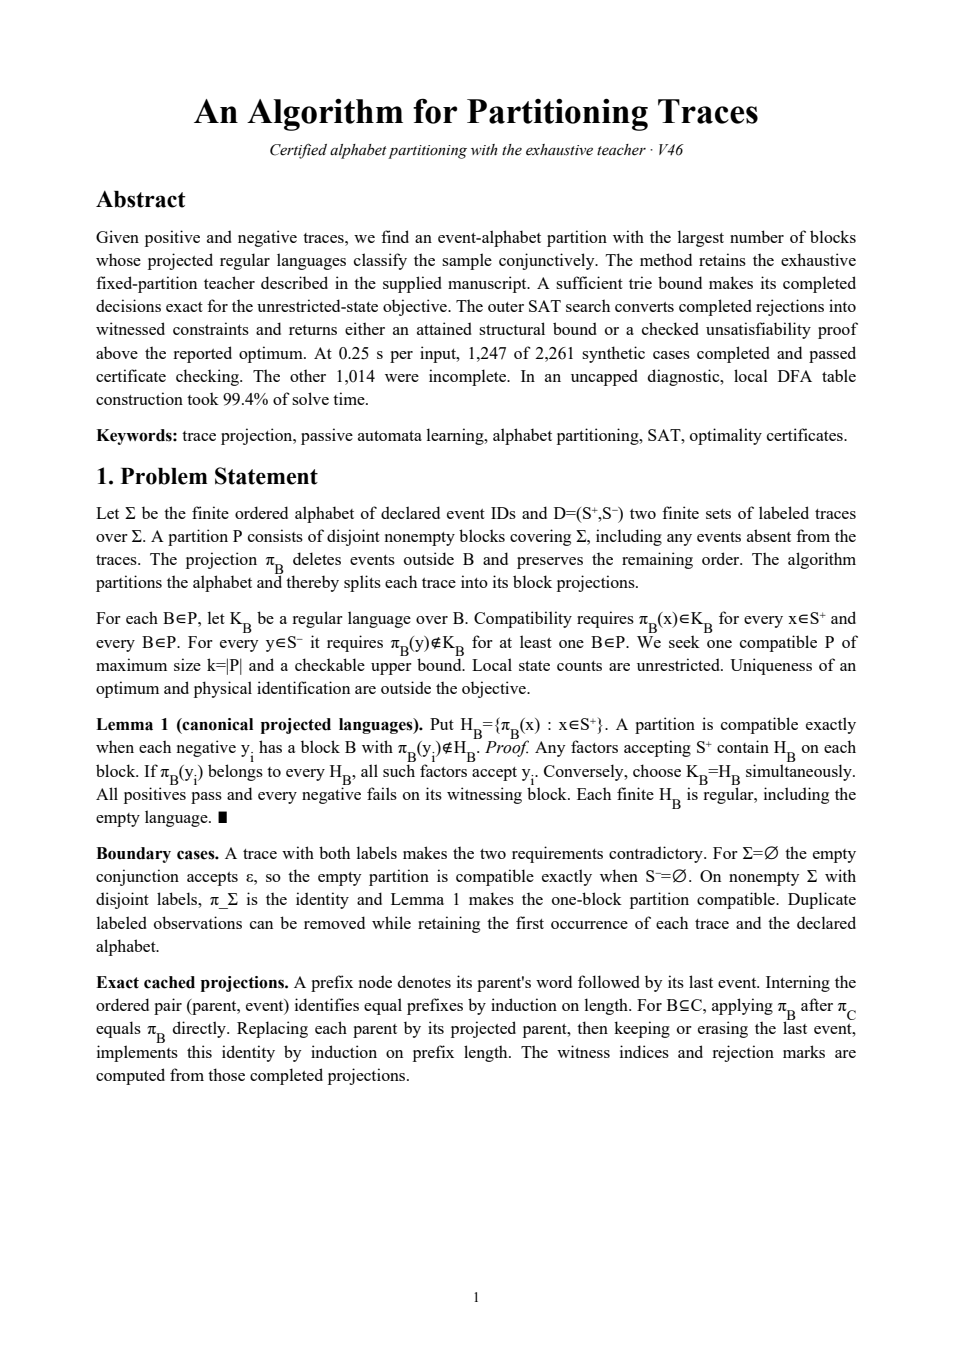 An Algorithm for Partitioning Traces
Certified alphabet partitioning with the exhaustive teacher · V46
Abstract
Given positive and negative traces, we find an event-alphabet partition with the largest number of blocks
whose projected regular languages classify the sample conjunctively. The method retains the exhaustive
fixed-partition teacher described in the supplied manuscript. A sufficient trie bound makes its completed
decisions exact for the unrestricted-state objective. The outer SAT search converts completed rejections into
witnessed constraints and returns either an attained structural bound or a checked unsatisfiability proof
above the reported optimum. At 0.25 s per input, 1,247 of 2,261 synthetic cases completed and passed
certificate checking. The other 1,014 were incomplete. In an uncapped diagnostic, local DFA table
construction took 99.4% of solve time.
Keywords: trace projection, passive automata learning, alphabet partitioning, SAT, optimality certificates.
1. Problem Statement
Let Σ be the finite ordered alphabet of declared event IDs and D=(S⁺,S⁻) two finite sets of labeled traces
over Σ. A partition P consists of disjoint nonempty blocks covering Σ, including any events absent from the
traces. The projection π_B deletes events outside B and preserves the remaining order. The algorithm
partitions the alphabet and thereby splits each trace into its block projections.
For each B∈P, let K_B be a regular language over B. Compatibility requires π_B(x)∈K_B for every x∈S⁺ and
every B∈P. For every y∈S⁻ it requires π_B(y)∉K_B for at least one B∈P. We seek one compatible P of
maximum size k=|P| and a checkable upper bound. Local state counts are unrestricted. Uniqueness of an
optimum and physical identification are outside the objective.
Lemma 1 (canonical projected languages). Put H_B={π_B(x) : x∈S⁺}. A partition is compatible exactly
when each negative y_i has a block B with π_B(y_i)∉H_B. Proof. Any factors accepting S⁺ contain H_B on each
block. If π_B(y_i) belongs to every H_B, all such factors accept y_i. Conversely, choose K_B=H_B simultaneously.
All positives pass and every negative fails on its witnessing block. Each finite H_B is regular, including the
empty language. ∎
Boundary cases. A trace with both labels makes the two requirements contradictory. For Σ=∅ the empty
conjunction accepts ε, so the empty partition is compatible exactly when S⁻=∅. On nonempty Σ with
disjoint labels, π_Σ is the identity and Lemma 1 makes the one-block partition compatible. Duplicate
labeled observations can be removed while retaining the first occurrence of each trace and the declared
alphabet.
Exact cached projections. A prefix node denotes its parent's word followed by its last event. Interning the
ordered pair (parent, event) identifies equal prefixes by induction on length. For B⊆C, applying π_B after π_C
equals π_B directly. Replacing each parent by its projected parent, then keeping or erasing the last event,
implements this identity by induction on prefix length. The witness indices and rejection marks are
computed from those completed projections.
1